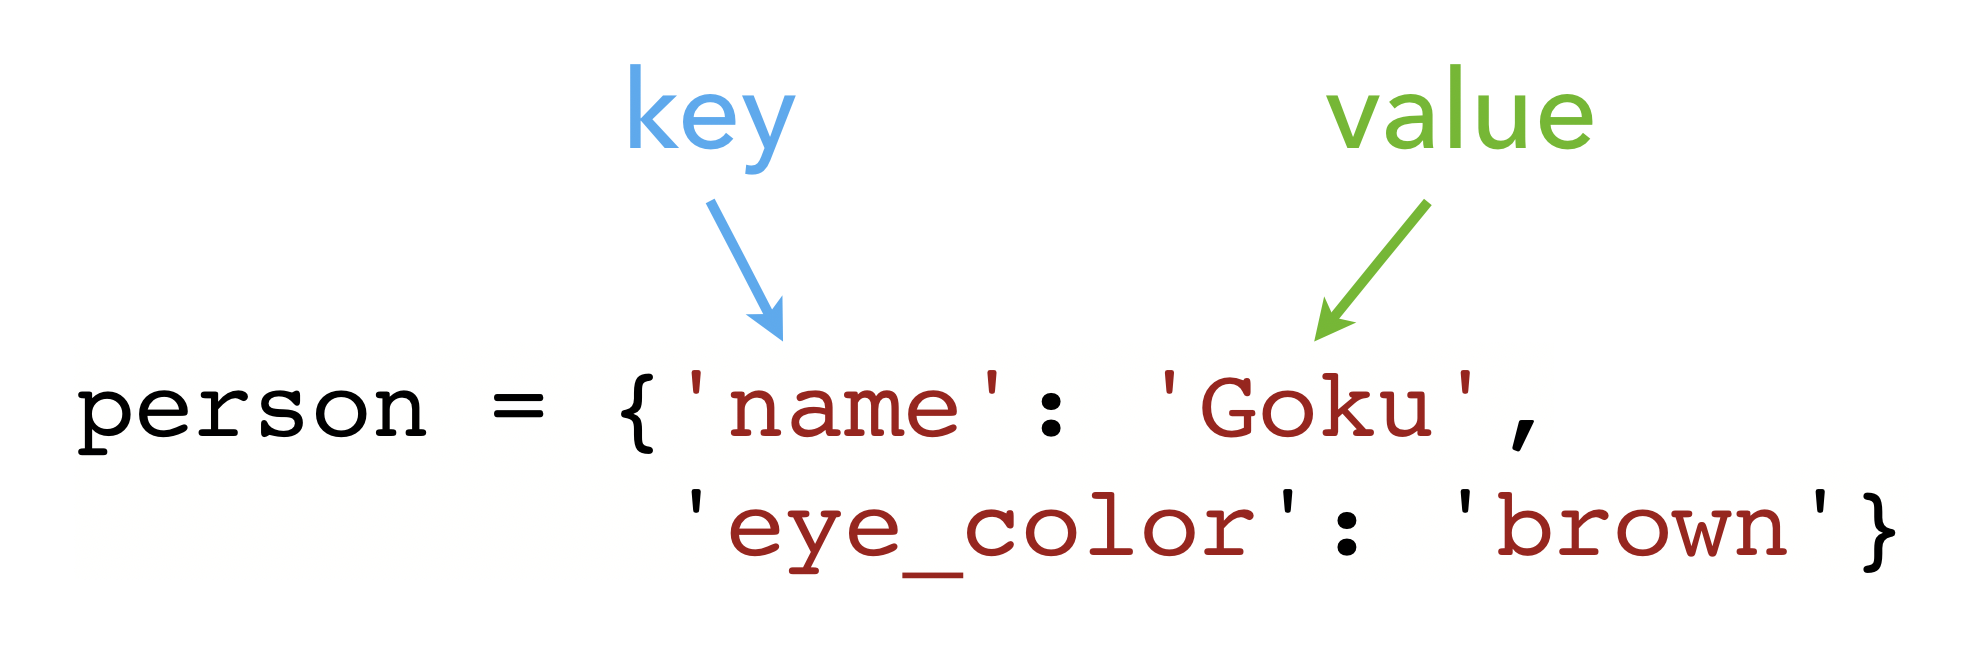 key value
person = {'name': 'Goku',
'eye_color': 'brown'}